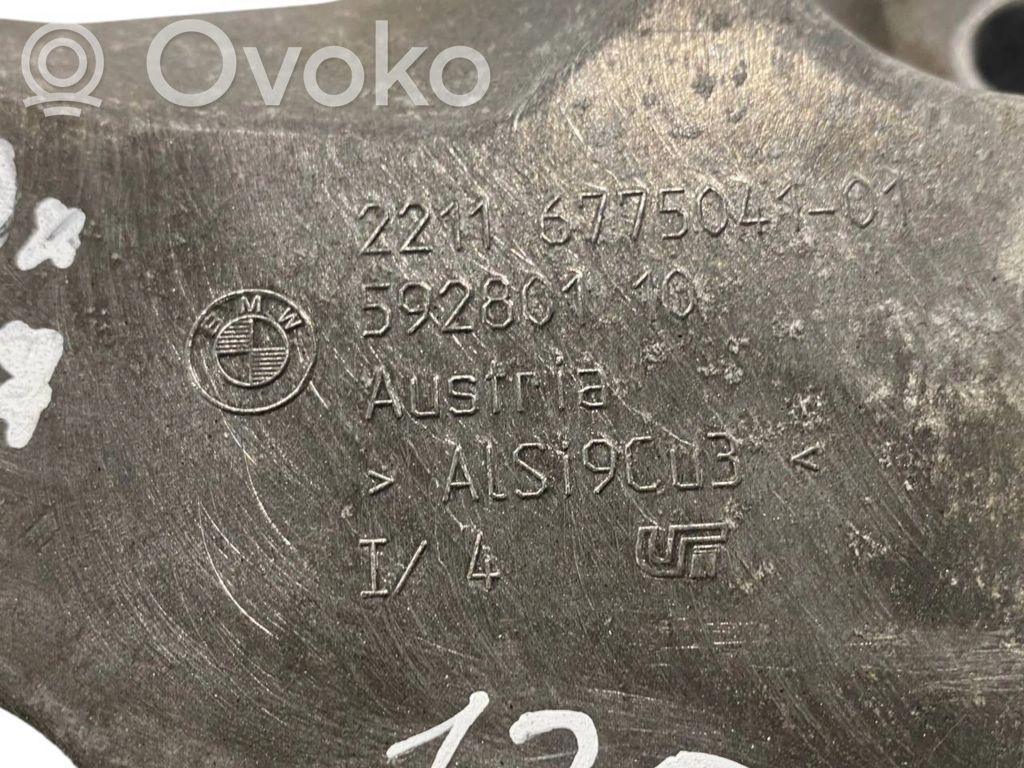 Ovoko
2211 6775041-01
592801 10
BMW
Austria
> ALSi9Cu3 <
I/ 4